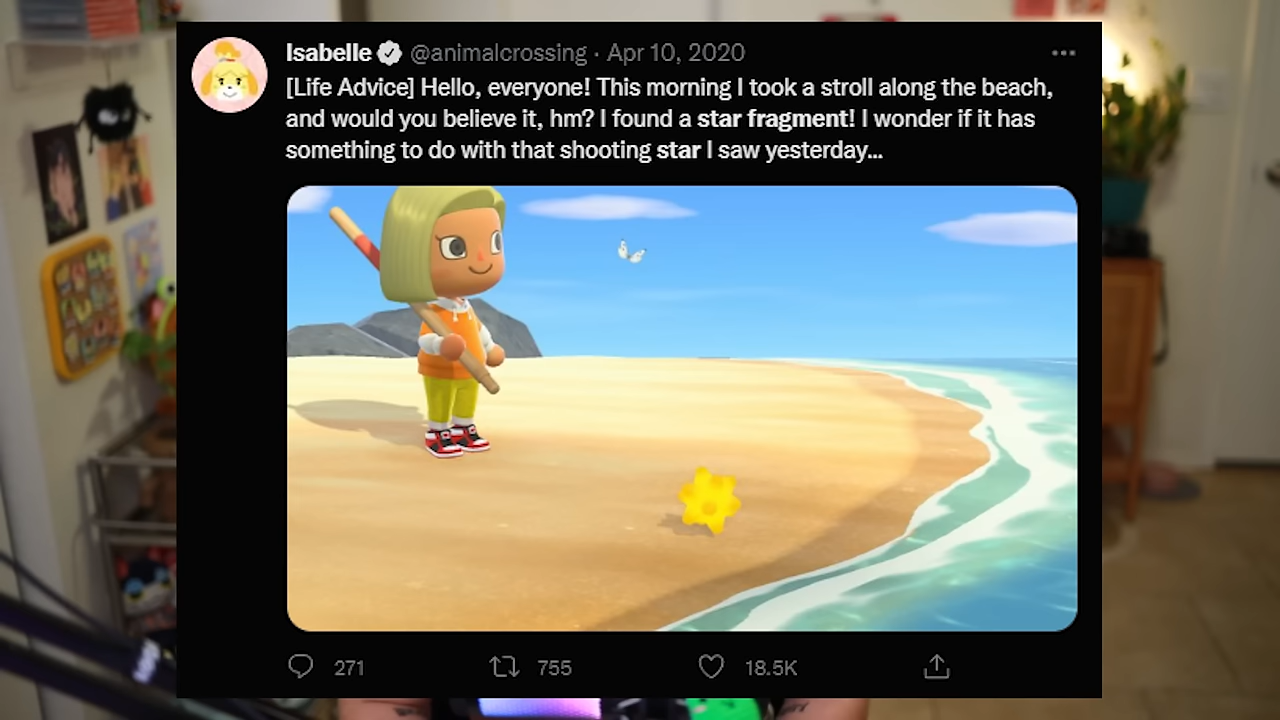 Isabelle @animalcrossing · Apr 10, 2020
[Life Advice] Hello, everyone! This morning I took a stroll along the beach,
and would you believe it, hm? I found a star fragment! I wonder if it has
something to do with that shooting star I saw yesterday...
271 755 18.5K